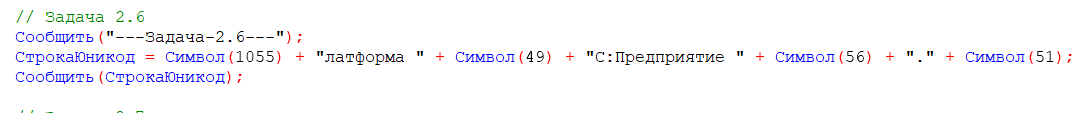 // Задача 2.6
Сообщить("---Задача-2.6---");
СтрокаЮникод = Символ(1055) + "латформа " + Символ(49) + "С:Предприятие " + Символ(56) + "." + Символ(51);
Сообщить(СтрокаЮникод);